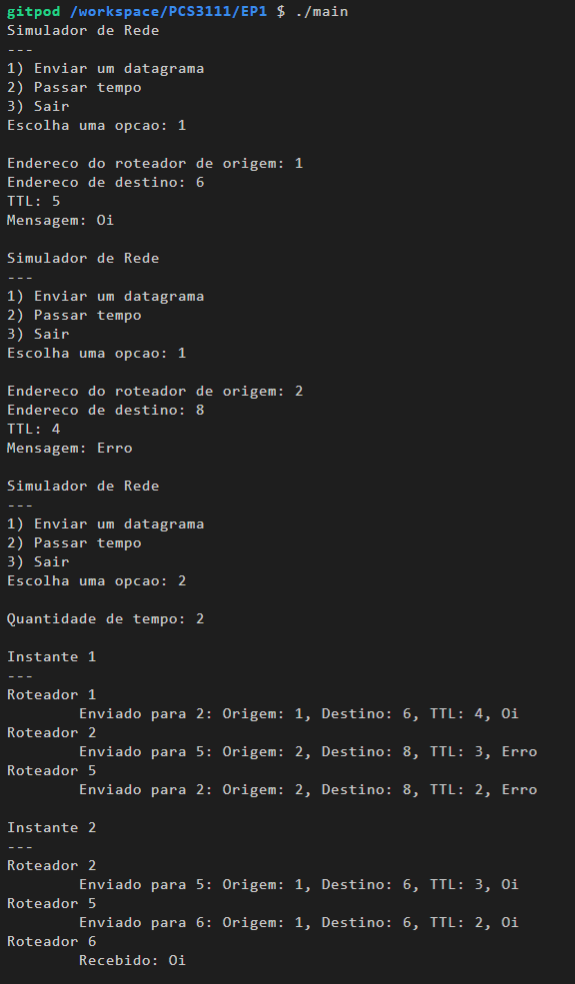 gitpod /workspace/PCS3111/EP1 $ ./main
Simulador de Rede
---
1) Enviar um datagrama
2) Passar tempo
3) Sair
Escolha uma opcao: 1
Endereco do roteador de origem: 1
Endereco de destino: 6
TTL: 5
Mensagem: Oi
Simulador de Rede
---
1) Enviar um datagrama
2) Passar tempo
3) Sair
Escolha uma opcao: 1
Endereco do roteador de origem: 2
Endereco de destino: 8
TTL: 4
Mensagem: Erro
Simulador de Rede
---
1) Enviar um datagrama
2) Passar tempo
3) Sair
Escolha uma opcao: 2
Quantidade de tempo: 2
Instante 1
---
Roteador 1
Enviado para 2: Origem: 1, Destino: 6, TTL: 4, Oi
Roteador 2
Enviado para 5: Origem: 2, Destino: 8, TTL: 3, Erro
Roteador 5
Enviado para 2: Origem: 2, Destino: 8, TTL: 2, Erro
Instante 2
---
Roteador 2
Enviado para 5: Origem: 1, Destino: 6, TTL: 3, Oi
Roteador 5
Enviado para 6: Origem: 1, Destino: 6, TTL: 2, Oi
Roteador 6
Recebido: Oi